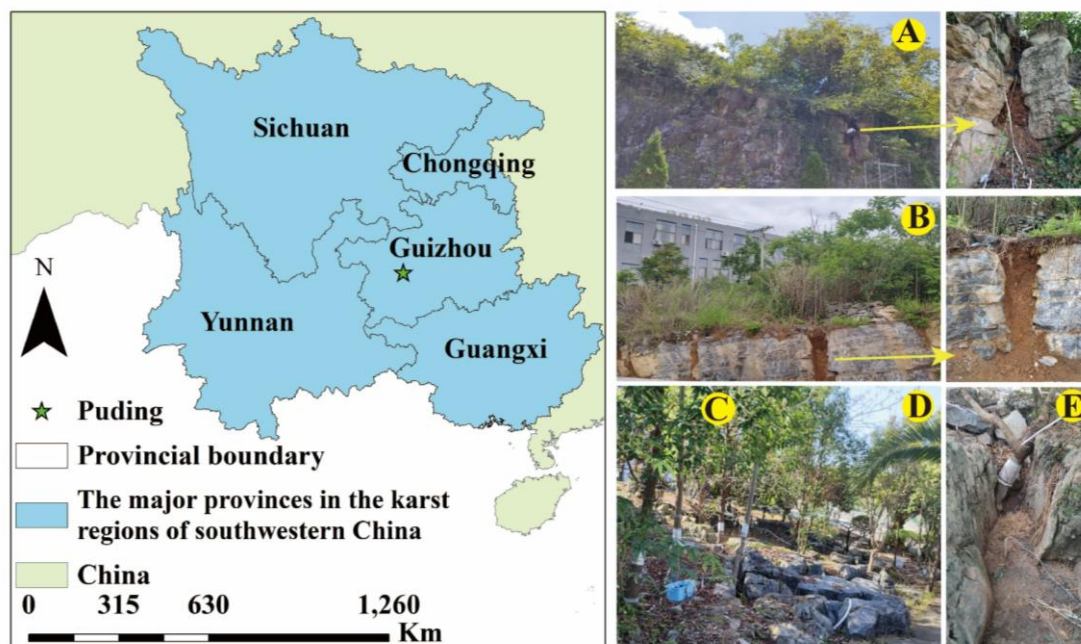 Sichuan
Chongqing
Guizhou
Yunnan
Guangxi
N
Puding
Provincial boundary
The major provinces in the karst
regions of southwestern China
China
0 315 630 1,260
Km
A
B
C
D
E